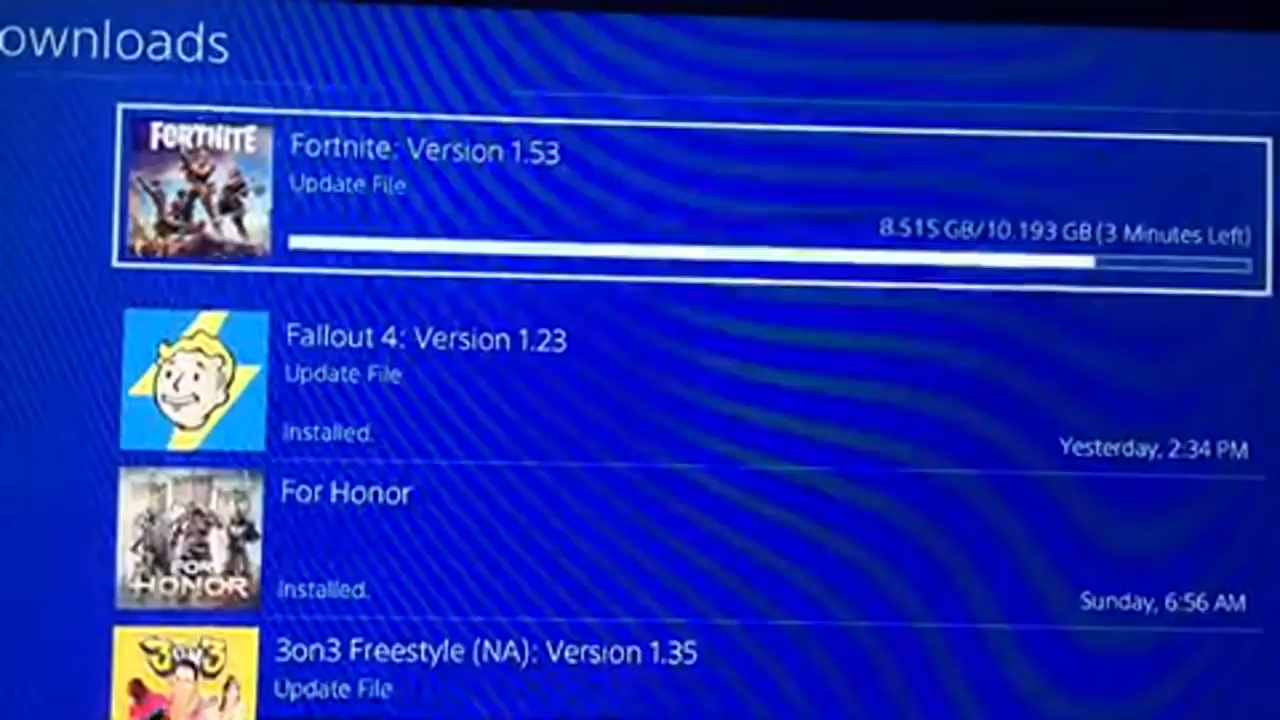 ownloads
FORTNITE
Fortnite: Version 1.53
Update File
8.515 GB/10.193 GB (3 Minutes Left)
Fallout 4: Version 1.23
Update File
Installed.
Yesterday, 2:34 PM
For Honor
FOR
HONOR
Installed.
Sunday, 6:56 AM
3on3
3on3 Freestyle (NA): Version 1.35
Update File